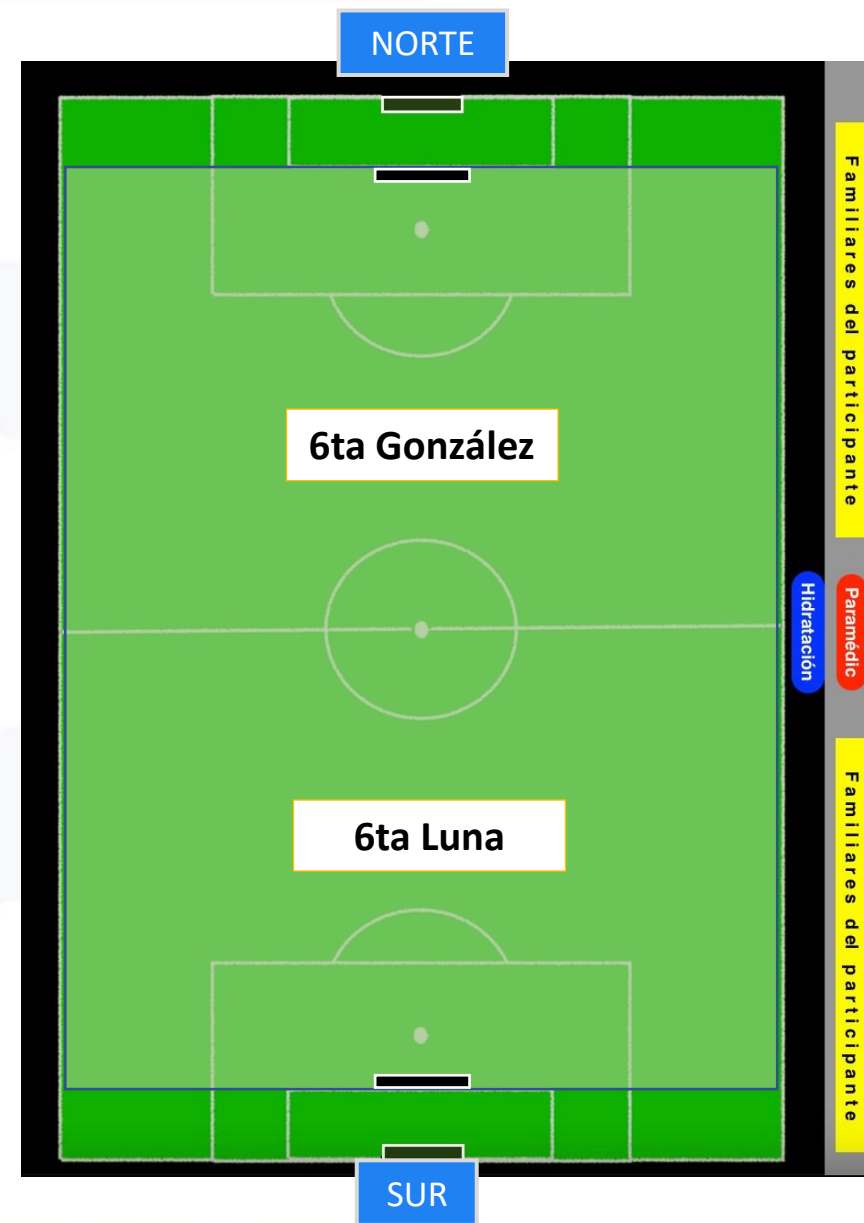 NORTE
Familiares del participante
6ta González
Hidratación
Paramédic
6ta Luna
Familiares del participante
SUR